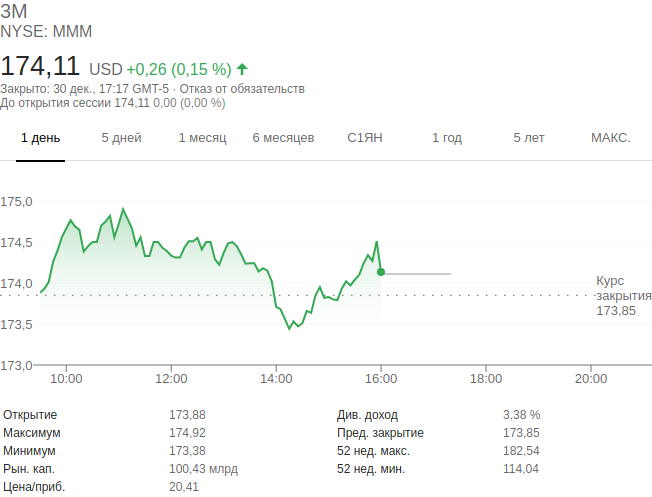 3M
NYSE: MMM
174,11 USD +0,26 (0,15 %)
Закрыто: 30 дек., 17:17 GMT-5 · Отказ от обязательств
До открытия сессии 174,11 0,00 (0,00 %)
1 день 5 дней 1 месяц 6 месяцев С1ЯН 1 год 5 лет МАКС.
175,0
174,5
174,0
Курс
закрытия
173,85
173,5
173,0
10:00 12:00 14:00 16:00 18:00 20:00
Открытие 173,88 Див. доход 3,38 %
Максимум 174,92 Пред. закрытие 173,85
Минимум 173,38 52 нед. макс. 182,54
Рын. кап. 100,43 млрд 52 нед. мин. 114,04
Цена/приб. 20,41